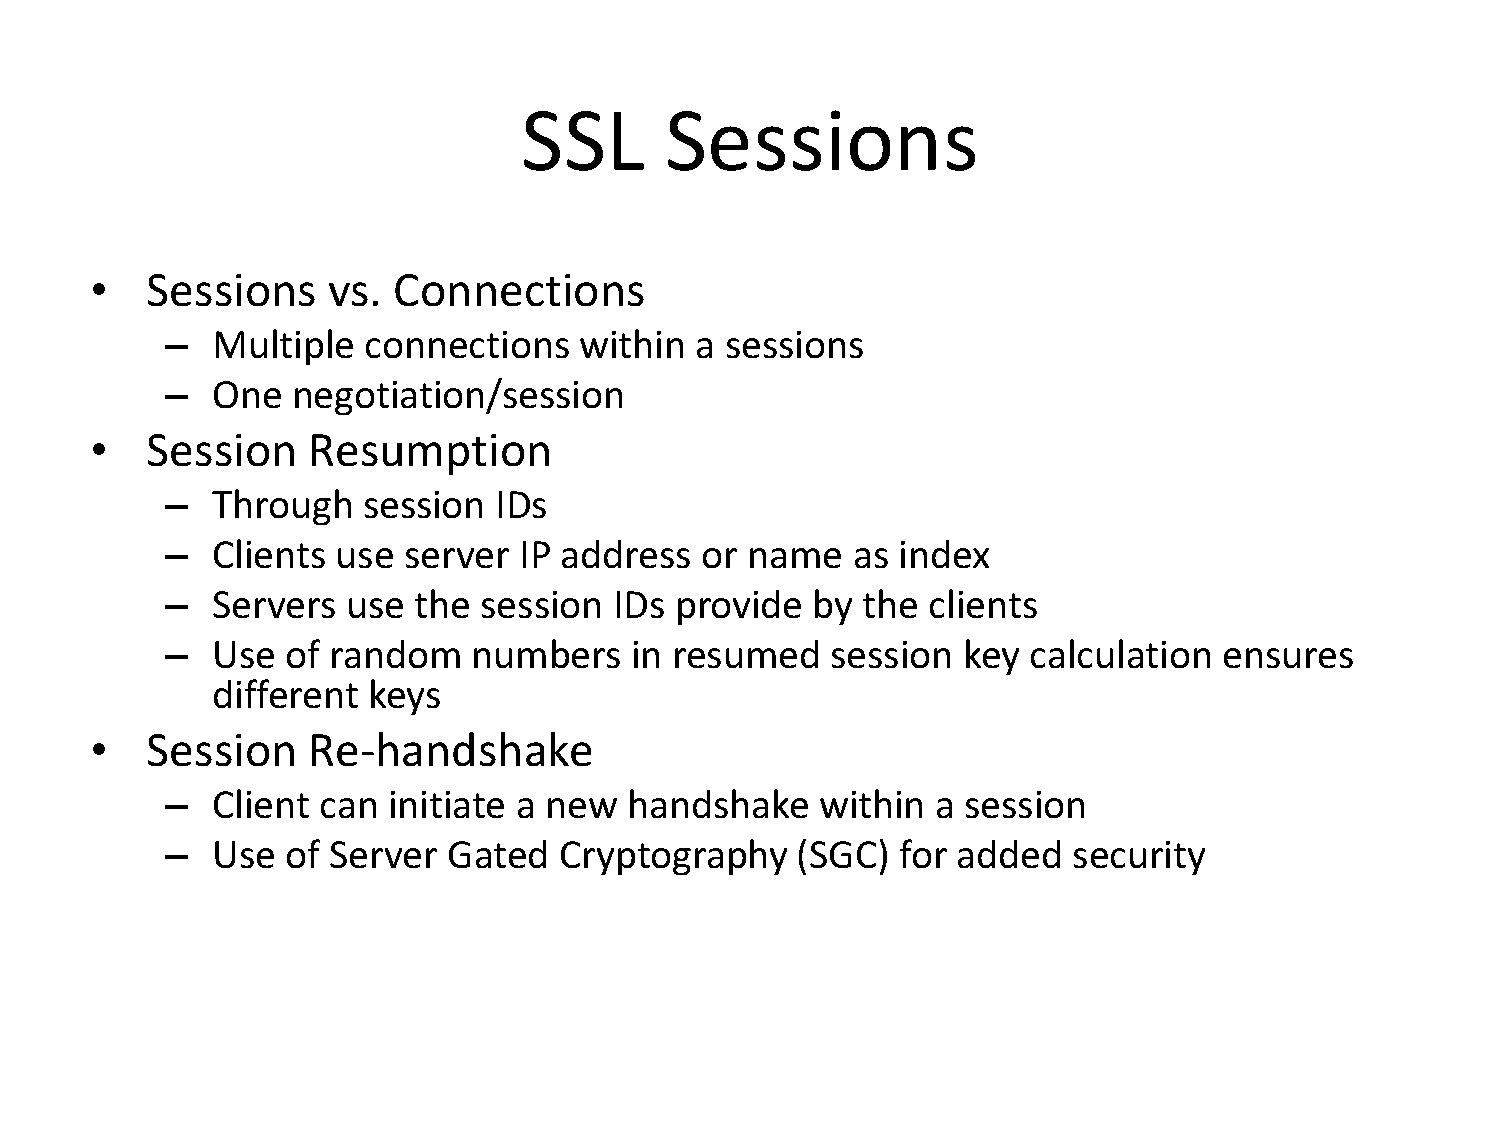 SSL Sessions
• Sessions vs. Connections
– Multiple connections within a sessions
– One negotiation/session
• Session Resumption
– Through session IDs
– Clients use server IP address or name as index
– Servers use the session IDs provide by the clients
– Use of random numbers in resumed session key calculation ensures
different keys
• Session Re-handshake
– Client can initiate a new handshake within a session
– Use of Server Gated Cryptography (SGC) for added security